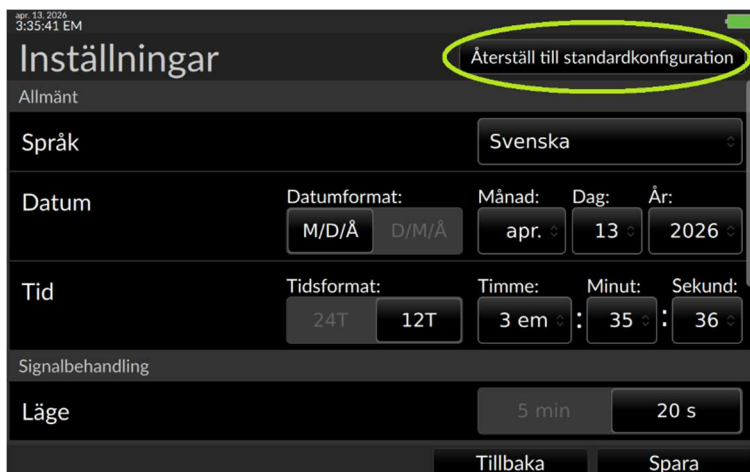 apr. 13, 2026
3:35:41 EM
Inställningar
Återställ till standardkonfiguration
Allmänt
Språk
Svenska
Datum
Datumformat:
Månad:
Dag:
År:
M/D/Å
D/M/Å
apr.
13
2026
Tid
Tidsformat:
Timme:
Minut:
Sekund:
24T
12T
3 em
:
35
:
36
Signalbehandling
Läge
5 min
20 s
Tillbaka
Spara